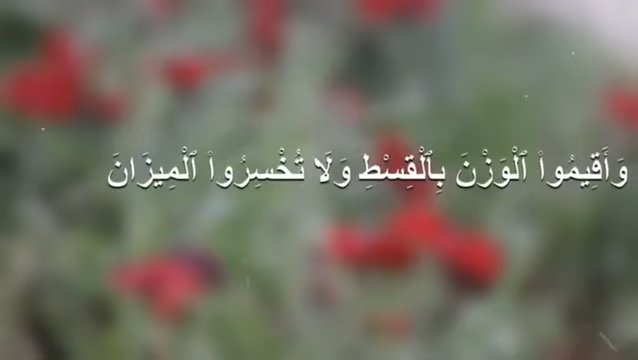 وَأَقِيمُوا۟ ٱلْوَزْنَ بِٱلْقِسْطِ وَلَا تُخْسِرُوا۟ ٱلْمِيزَانَ